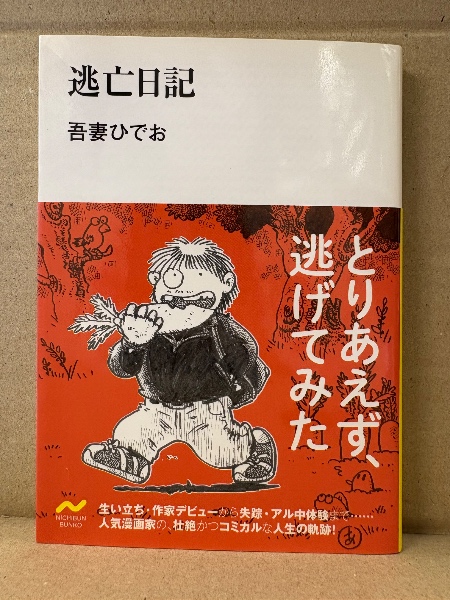 逃亡日記
吾妻ひでお
とりあえず、
逃げてみた
生い立ち・作家デビューから失踪・アル中体験まで……
人気漫画家の、壮絶かつコミカルな人生の軌跡!
NICHIBUN
BUNKO
あ